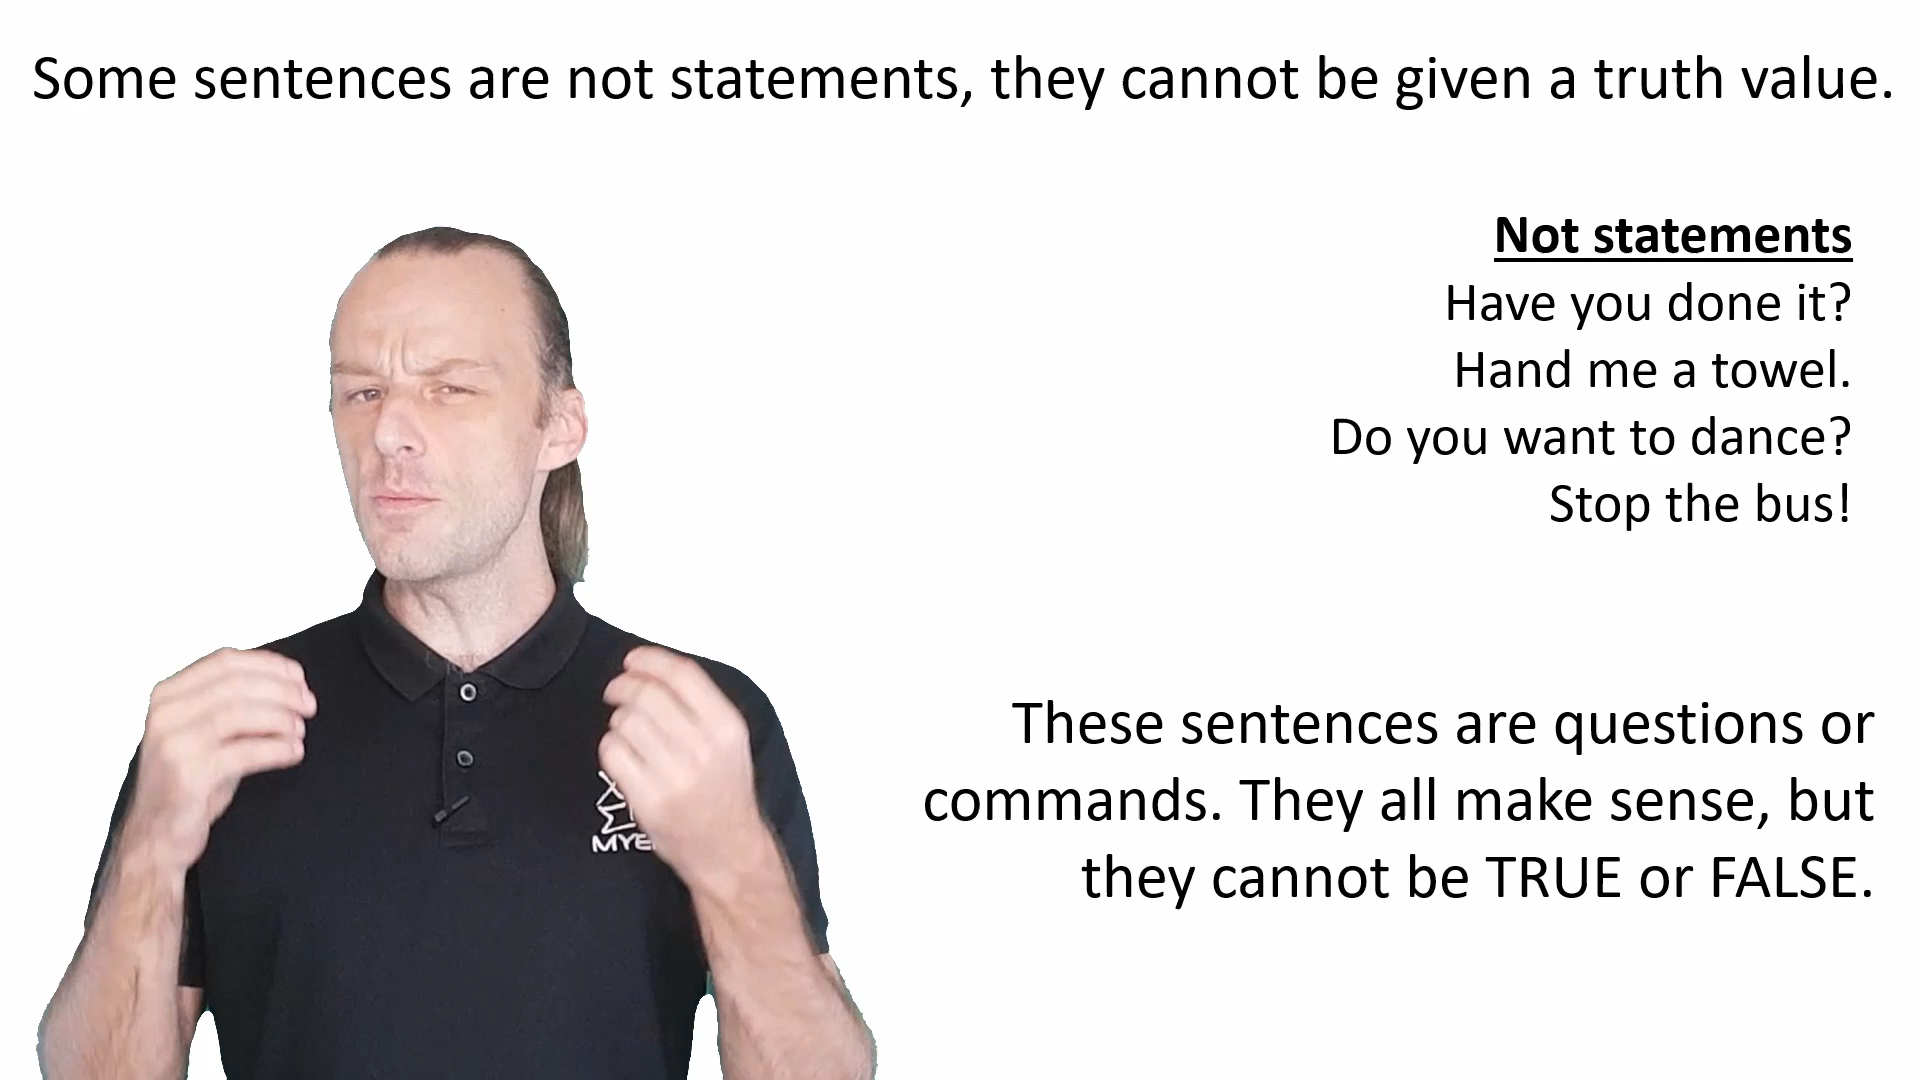 Some sentences are not statements, they cannot be given a truth value.
Not statements
Have you done it?
Hand me a towel.
Do you want to dance?
Stop the bus!
These sentences are questions or
commands. They all make sense, but
they cannot be TRUE or FALSE.